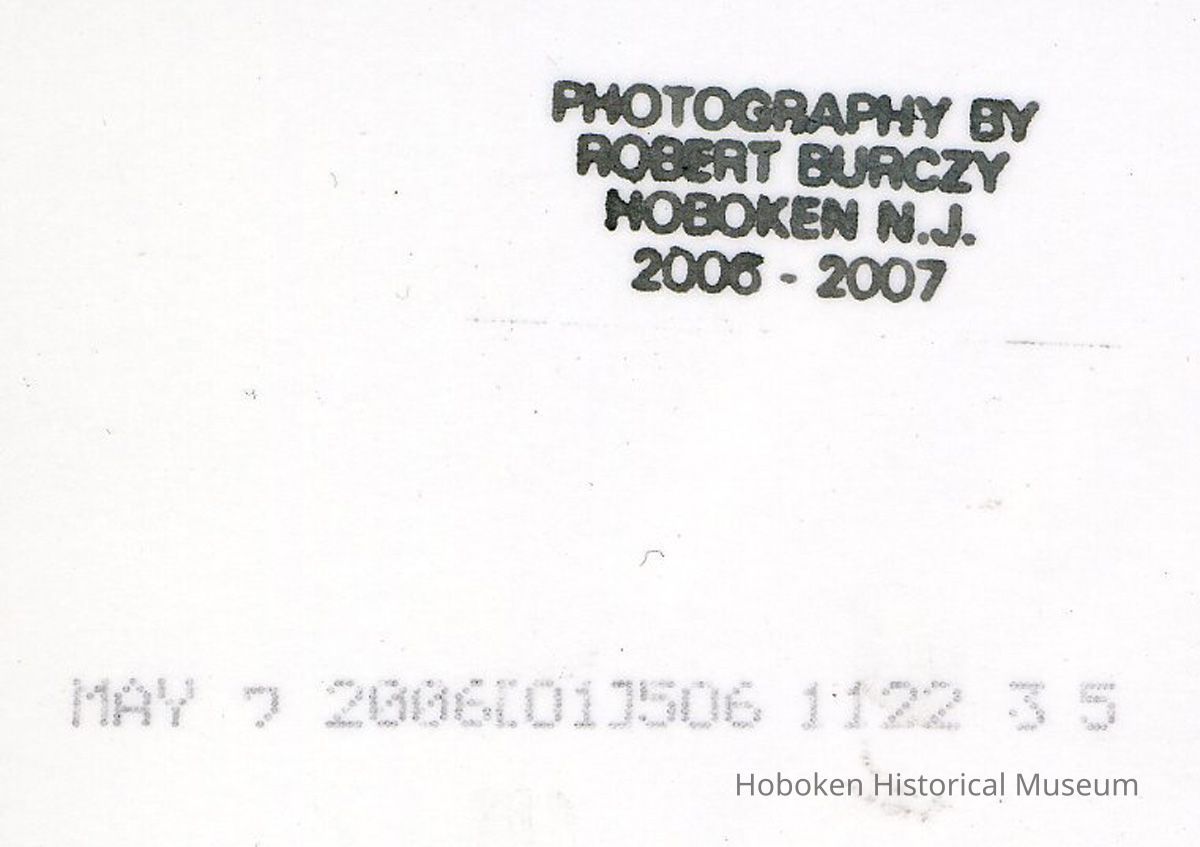 PHOTOGRAPHY BY
ROBERT BURCZY
HOBOKEN N.J.
2006 - 2007
MAY 7 2006[01]506 1122 3 5
Hoboken Historical Museum